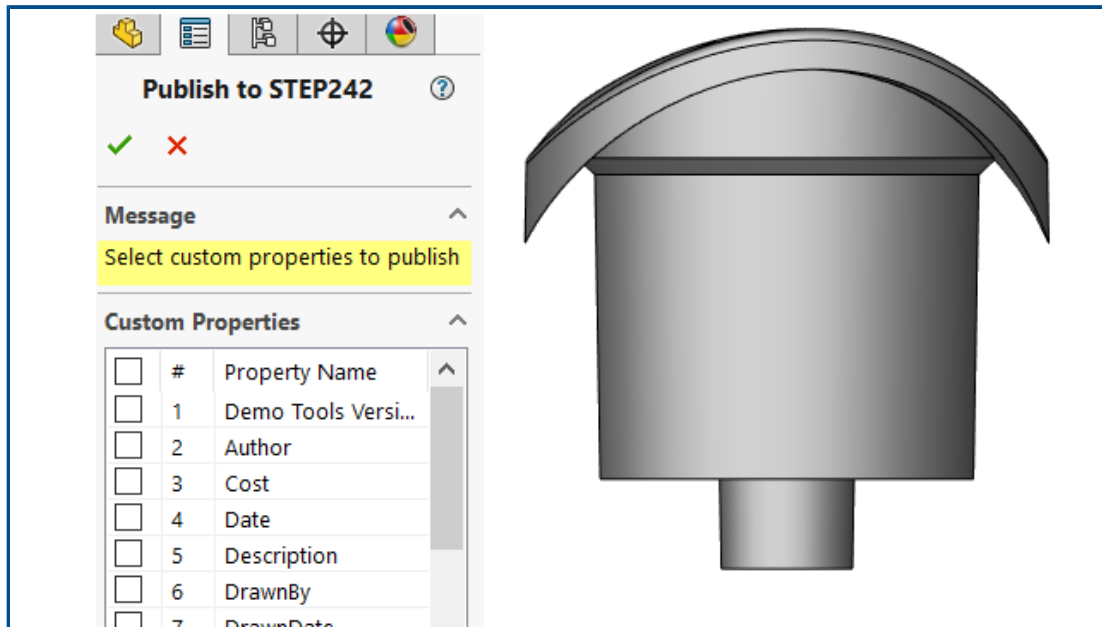 Publish to STEP242
?
Message
Select custom properties to publish
Custom Properties
# Property Name
1 Demo Tools Versi...
2 Author
3 Cost
4 Date
5 Description
6 DrawnBy
7 DrawnDate